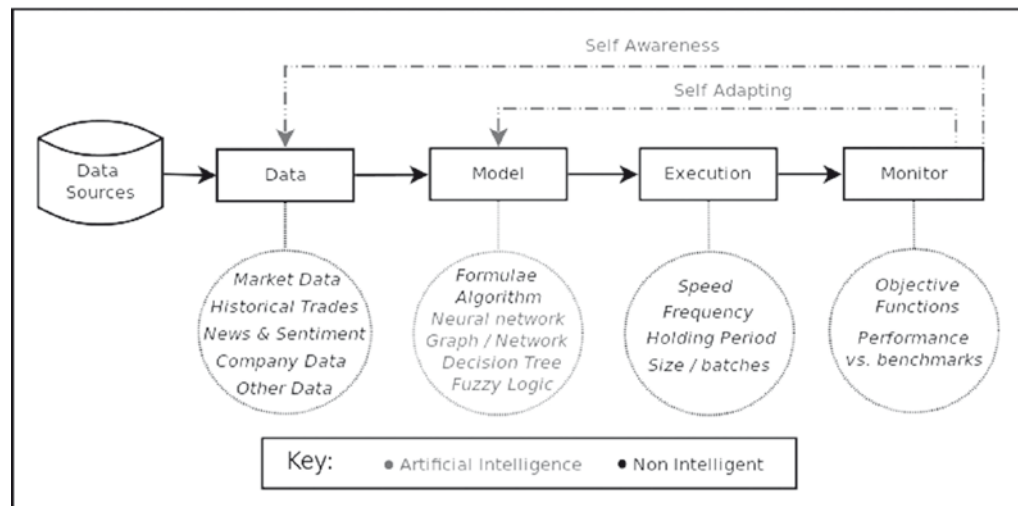 Self Awareness
Self Adapting
Data
Sources
Data
Model
Execution
Monitor
Market Data
Historical Trades
News & Sentiment
Company Data
Other Data
Formulae
Algorithm
Neural network
Graph / Network
Decision Tree
Fuzzy Logic
Speed
Frequency
Holding Period
Size / batches
Objective
Functions
Performance
vs. benchmarks
Key:
Artificial Intelligence
Non Intelligent